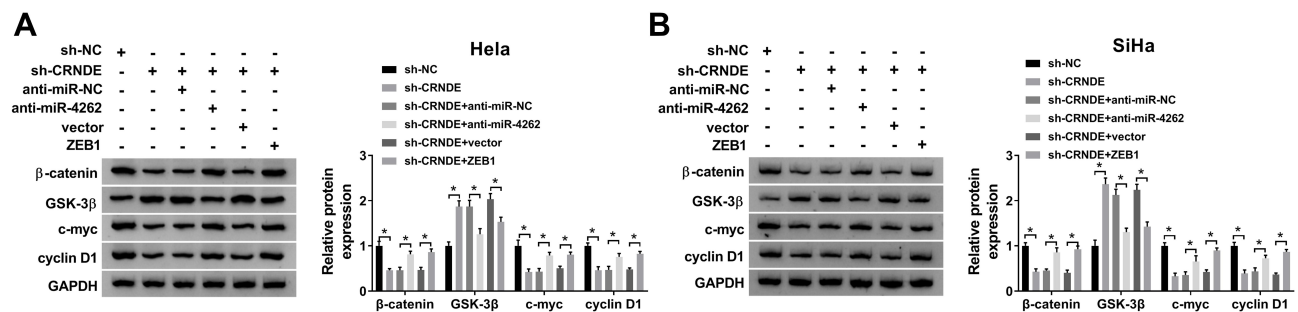 A
sh-NC + - - - - -
sh-CRNDE - + + + + +
anti-miR-NC - - + - - -
anti-miR-4262 - - - + - -
vector - - - - + -
ZEB1 - - - - - +
β-catenin
GSK-3β
c-myc
cyclin D1
GAPDH
Hela
sh-NC
sh-CRNDE
sh-CRNDE+anti-miR-NC
sh-CRNDE+anti-miR-4262
sh-CRNDE+vector
sh-CRNDE+ZEB1
Relative protein
expression
3
2
1
0
* * * * * * * * * * * *
β-catenin GSK-3β c-myc cyclin D1
B
sh-NC + - - - - -
sh-CRNDE - + + + + +
anti-miR-NC - - + - - -
anti-miR-4262 - - - + - -
vector - - - - + -
ZEB1 - - - - - +
β-catenin
GSK-3β
c-myc
cyclin D1
GAPDH
SiHa
sh-NC
sh-CRNDE
sh-CRNDE+anti-miR-NC
sh-CRNDE+anti-miR-4262
sh-CRNDE+vector
sh-CRNDE+ZEB1
Relative protein
expression
3
2
1
0
* * * * * * * * * * * *
β-catenin GSK-3β c-myc cyclin D1